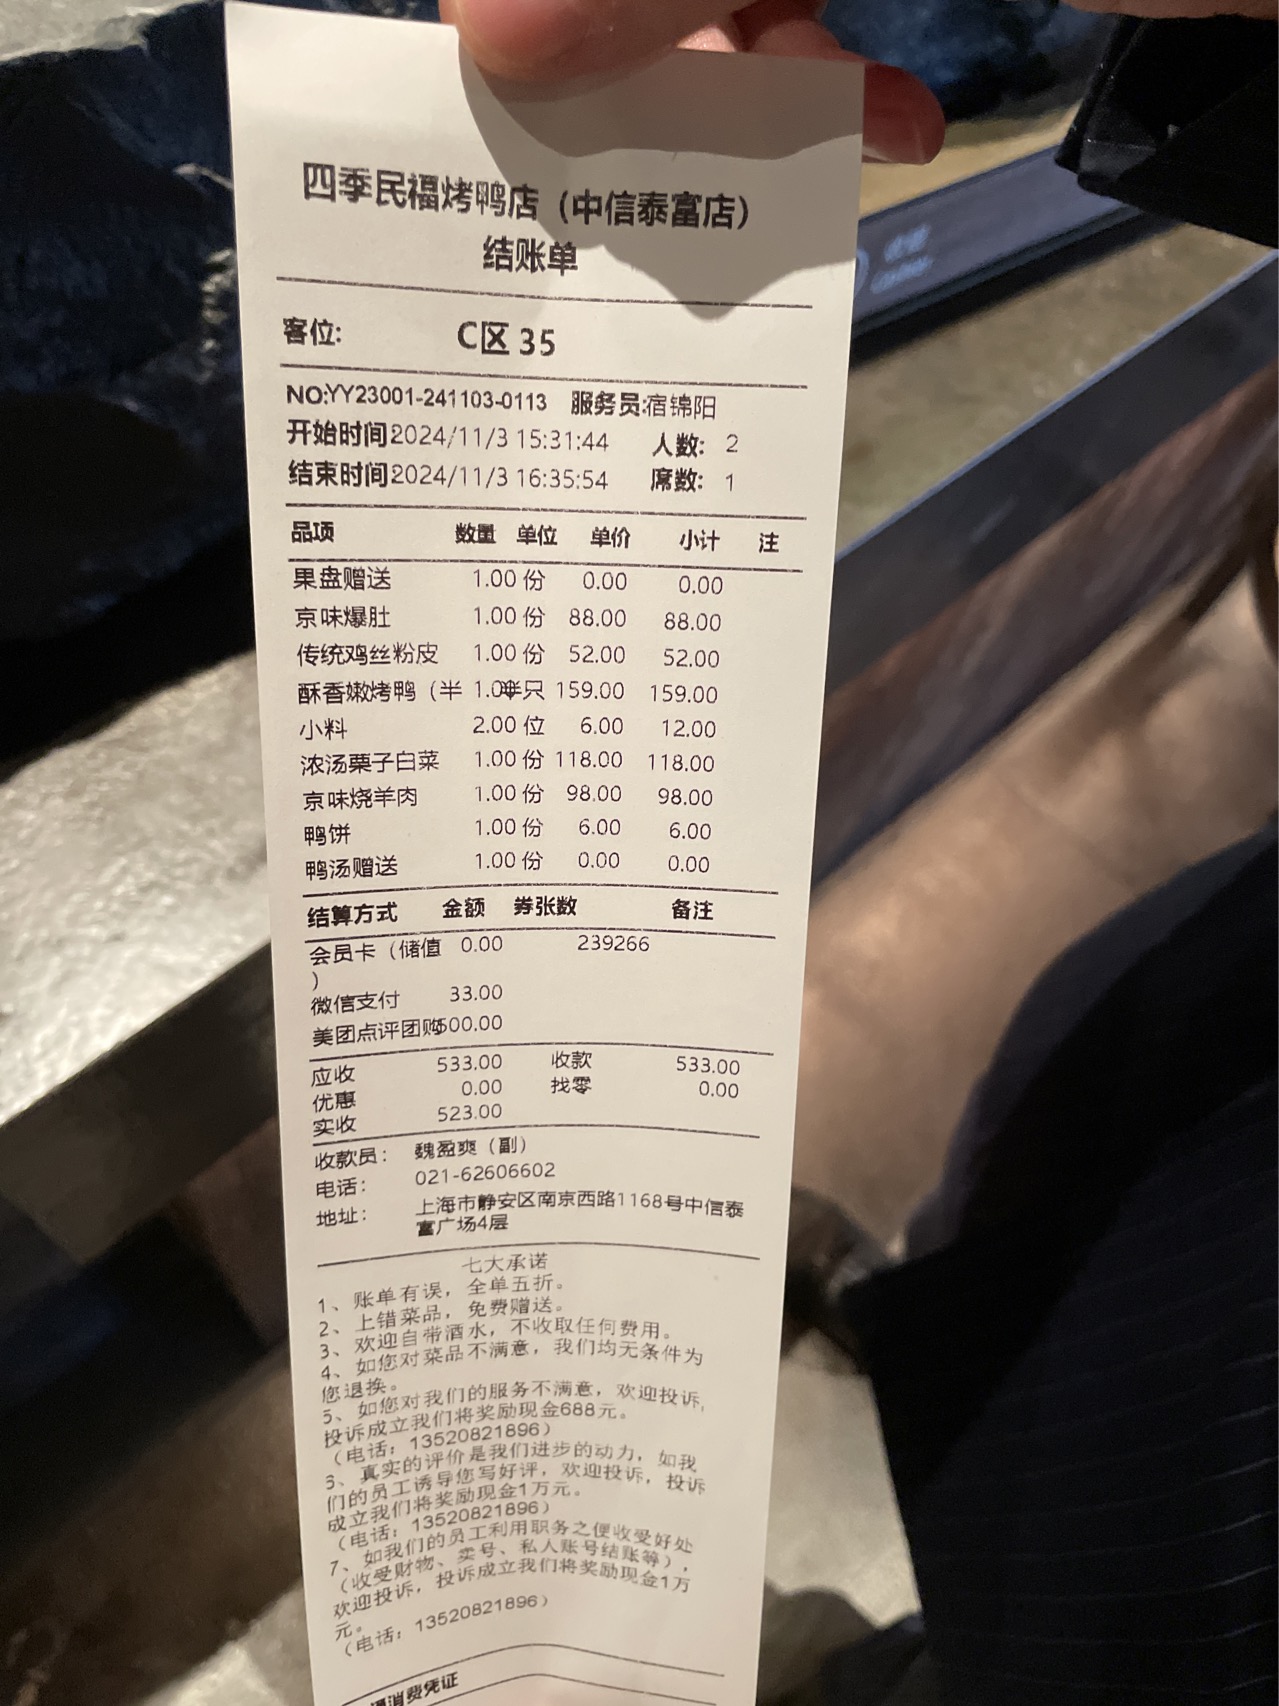 四季民福烤鸭店（中信泰富店）
结账单
客位: C区 35
NO:YY23001-241103-0113 服务员:宿锦阳
开始时间2024/11/3 15:31:44 人数: 2
结束时间2024/11/3 16:35:54 席数: 1
品项 数量 单位 单价 小计 注
果盘赠送 1.00 份 0.00 0.00
京味爆肚 1.00 份 88.00 88.00
传统鸡丝粉皮 1.00 份 52.00 52.00
酥香嫩烤鸭（半 1.00半只 159.00 159.00
小料 2.00 位 6.00 12.00
浓汤栗子白菜 1.00 份 118.00 118.00
京味烧羊肉 1.00 份 98.00 98.00
鸭饼 1.00 份 6.00 6.00
鸭汤赠送 1.00 份 0.00 0.00
结算方式 金额 券张数 备注
会员卡（储值 0.00 239266
）
微信支付 33.00
美团点评团购500.00
应收 533.00 收款 533.00
优惠 0.00 找零 0.00
实收 523.00
收款员: 魏盈爽（副）
电话: 021-62606602
地址: 上海市静安区南京西路1168号中信泰
富广场4层
七大承诺
1、账单有误，全单五折。
2、上错菜品，免费赠送。
3、欢迎自带酒水，不收取任何费用。
4、如您对菜品不满意，我们均无条件为
您退换。
5、如您对我们的服务不满意，欢迎投诉，
投诉成立我们将奖励现金688元。
（电话：13520821896）
6、真实的评价是我们进步的动力，如我
们的员工诱导您写好评，欢迎投诉，投诉
成立我们将奖励现金1万元。
（电话：13520821896）
7、如我们的员工利用职务之便收受好处
（收受财物、卖号、私人账号结账等），
欢迎投诉，投诉成立我们将奖励现金1万
元。
（电话：13520821896）
消费凭证